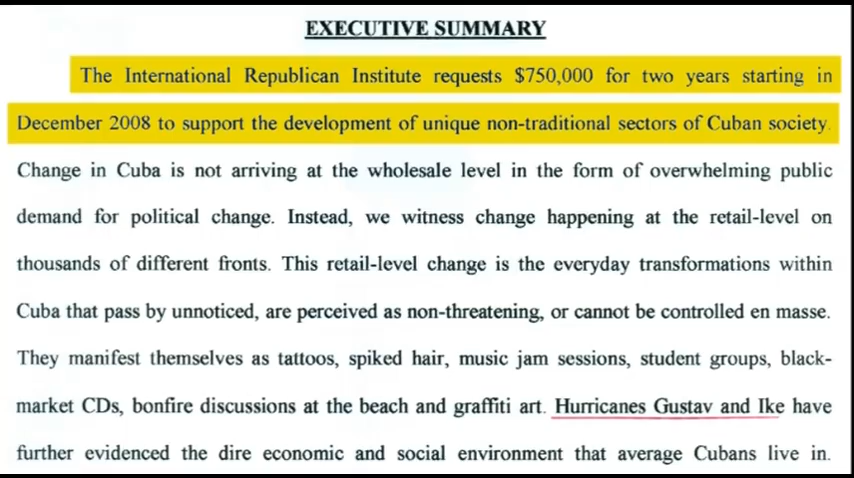 EXECUTIVE SUMMARY
The International Republican Institute requests $750,000 for two years starting in
December 2008 to support the development of unique non-traditional sectors of Cuban society.
Change in Cuba is not arriving at the wholesale level in the form of overwhelming public
demand for political change. Instead, we witness change happening at the retail-level on
thousands of different fronts. This retail-level change is the everyday transformations within
Cuba that pass by unnoticed, are perceived as non-threatening, or cannot be controlled en masse.
They manifest themselves as tattoos, spiked hair, music jam sessions, student groups, black-
market CDs, bonfire discussions at the beach and graffiti art. Hurricanes Gustav and Ike have
further evidenced the dire economic and social environment that average Cubans live in.